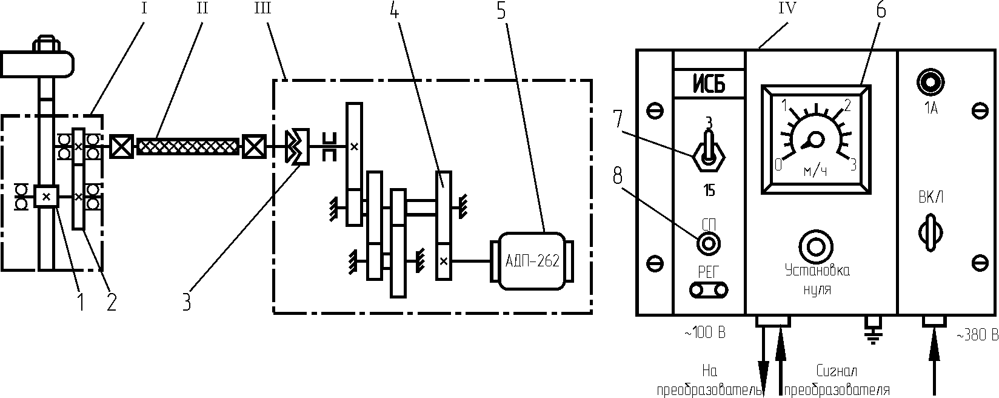 I
II
III
4
5
IV
6
ИСБ
1
2
1А
7
3
0
м/ч
3
8
15
ВКЛ
СП
АДП-262
Установка
нуля
РЕГ
1
2
3
~100 В
~380 В
На
преобразователь
Сигнал
преобразователя